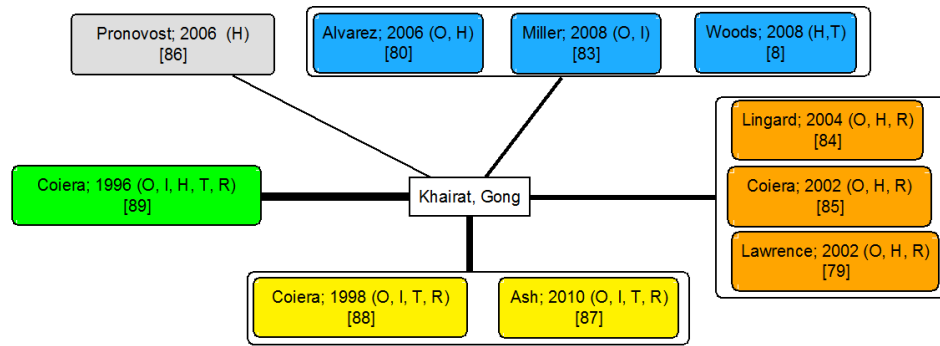 Pronovost; 2006 (H)
[86]
Alvarez; 2006 (O, H)
[80]
Miller; 2008 (O, I)
[83]
Woods; 2008 (H,T)
[8]
Lingard; 2004 (O, H, R)
[84]
Coiera; 1996 (O, I, H, T, R)
[89]
Khairat, Gong
Coiera; 2002 (O, H, R)
[85]
Lawrence; 2002 (O, H, R)
[79]
Coiera; 1998 (O, I, T, R)
[88]
Ash; 2010 (O, I, T, R)
[87]